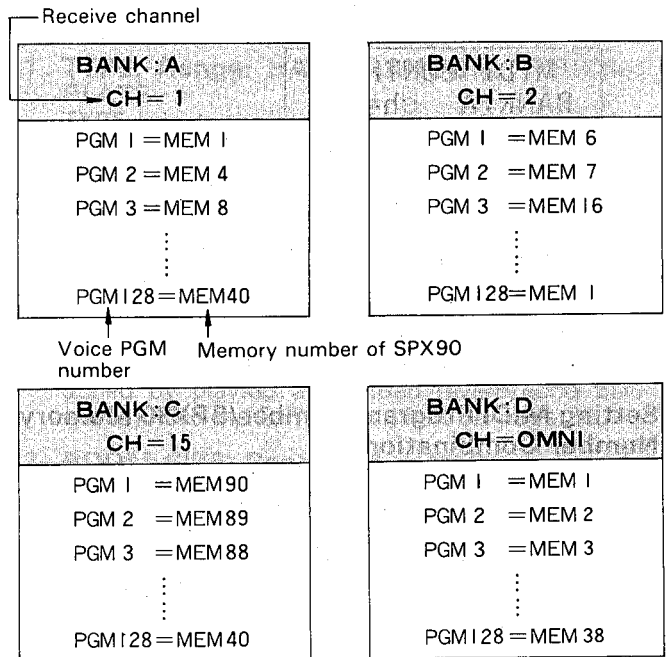 Receive channel
BANK:A
CH= 1
PGM 1 =MEM 1
PGM 2 =MEM 4
PGM 3 =MEM 8
PGM128=MEM40
Voice PGM number
Memory number of SPX90
BANK:B
CH= 2
PGM 1 =MEM 6
PGM 2 =MEM 7
PGM 3 =MEM16
PGM128=MEM 1
BANK:C
CH=15
PGM 1 =MEM90
PGM 2 =MEM89
PGM 3 =MEM88
PGM128=MEM40
BANK:D
CH=OMNI
PGM 1 =MEM 1
PGM 2 =MEM 2
PGM 3 =MEM 3
PGM128=MEM 38